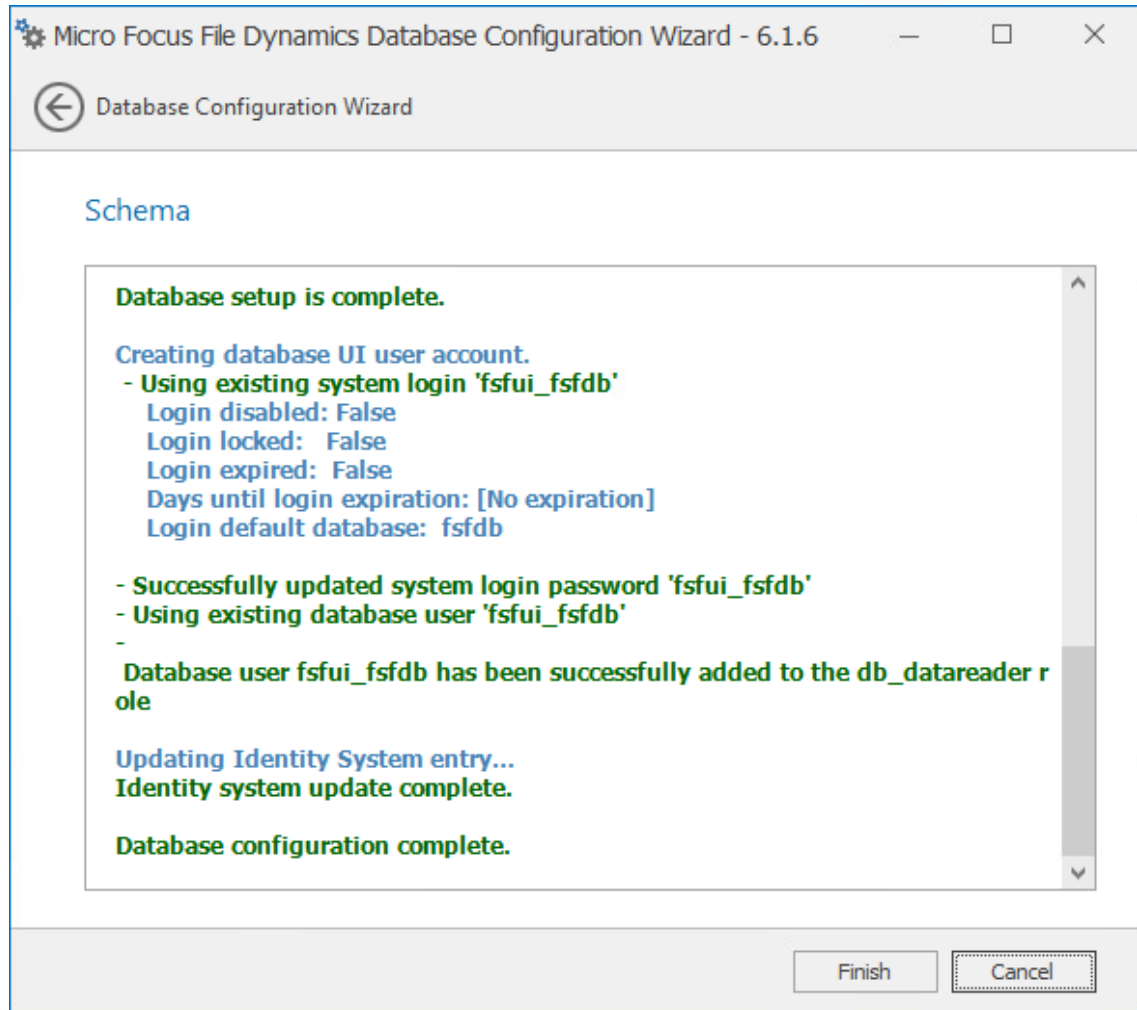 Micro Focus File Dynamics Database Configuration Wizard - 6.1.6
Database Configuration Wizard
Schema
Database setup is complete.
Creating database UI user account.
- Using existing system login 'fsfui_fsfdb'
Login disabled: False
Login locked:   False
Login expired:  False
Days until login expiration: [No expiration]
Login default database:  fsfdb
- Successfully updated system login password 'fsfui_fsfdb'
- Using existing database user 'fsfui_fsfdb'
-
Database user fsfui_fsfdb has been successfully added to the db_datareader r
ole
Updating Identity System entry...
Identity system update complete.
Database configuration complete.
Finish
Cancel